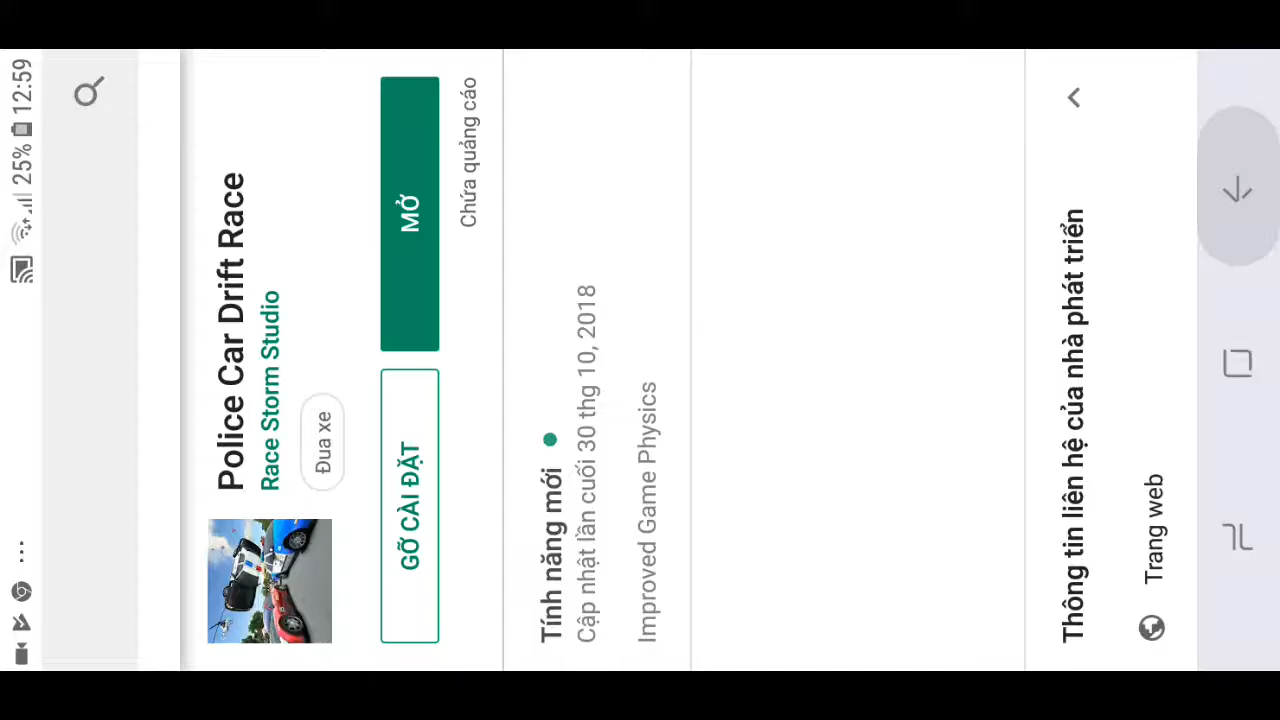 25% 12:59
Police Car Drift Race
Race Storm Studio
Đua xe
GỠ CÀI ĐẶT
MỞ
Chứa quảng cáo
Tính năng mới
Cập nhật lần cuối 30 thg 10, 2018
Improved Game Physics
Thông tin liên hệ của nhà phát triển
Trang web